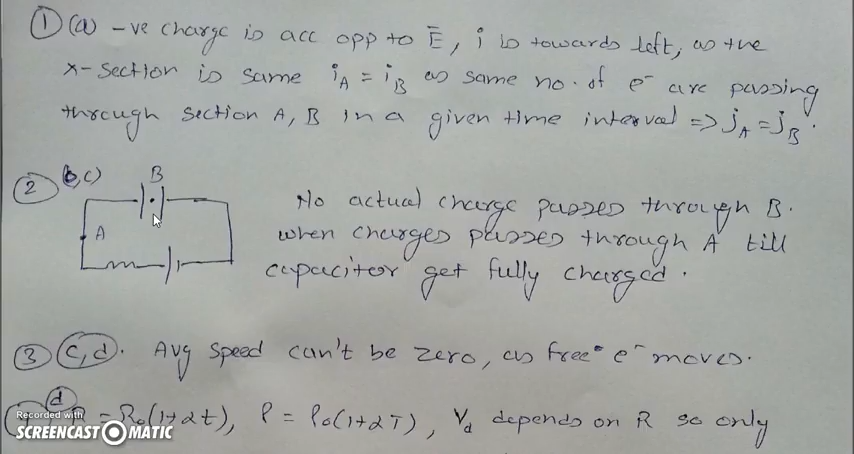 ① (a) -ve charge is acc opp to E̅, i is towards left, as the
x-section is same i_A = i_B as same no. of e⁻ are passing
through section A, B in a given time interval => j_A = j_B.
② (b,c) B
A
No actual charge passes through B.
when charges passes through A till
capacitor get fully charged.
③ (c,d). Avg speed can't be zero, as free e⁻ moves.
(d) R = R₀(1+αt), ρ = ρ₀(1+αT), V_d depends on R so only
Recorded with
SCREENCAST O MATIC